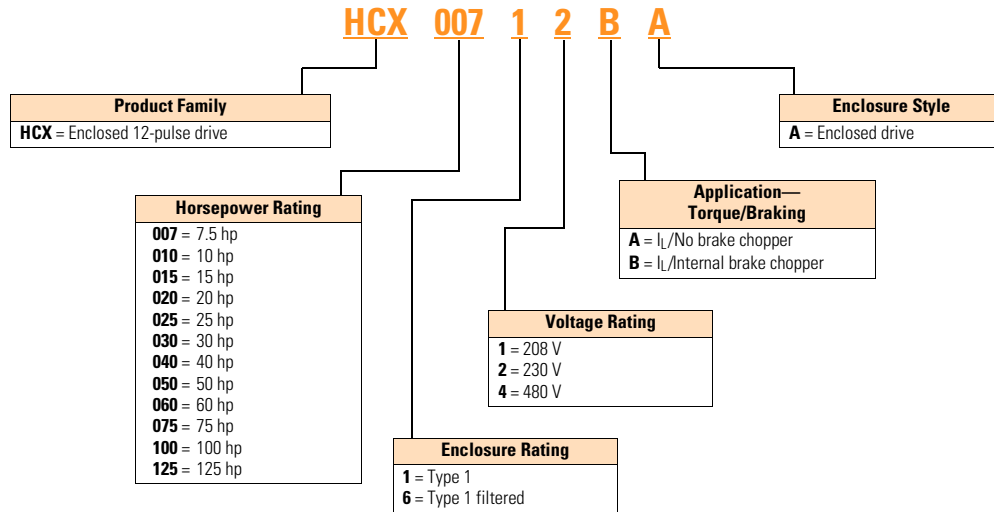 HCX 007 1 2 B A
Product Family
HCX = Enclosed 12-pulse drive
Enclosure Style
A = Enclosed drive
Application—
Torque/Braking
A = IL/No brake chopper
B = IL/Internal brake chopper
Horsepower Rating
007 = 7.5 hp
010 = 10 hp
015 = 15 hp
020 = 20 hp
025 = 25 hp
030 = 30 hp
040 = 40 hp
050 = 50 hp
060 = 60 hp
075 = 75 hp
100 = 100 hp
125 = 125 hp
Voltage Rating
1 = 208 V
2 = 230 V
4 = 480 V
Enclosure Rating
1 = Type 1
6 = Type 1 filtered